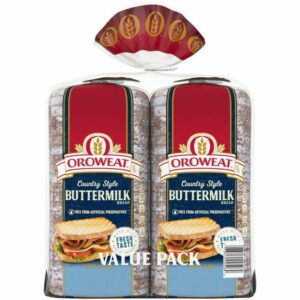 OROWEAT
Country Style
BUTTERMILK
BREAD
FREE FROM ARTIFICIAL PRESERVATIVES
FRESH
TASTE
OROWEAT
Country Style
BUTTERMILK
BREAD
FREE FROM ARTIFICIAL PRESERVATIVES
FRESH
VALUE PACK